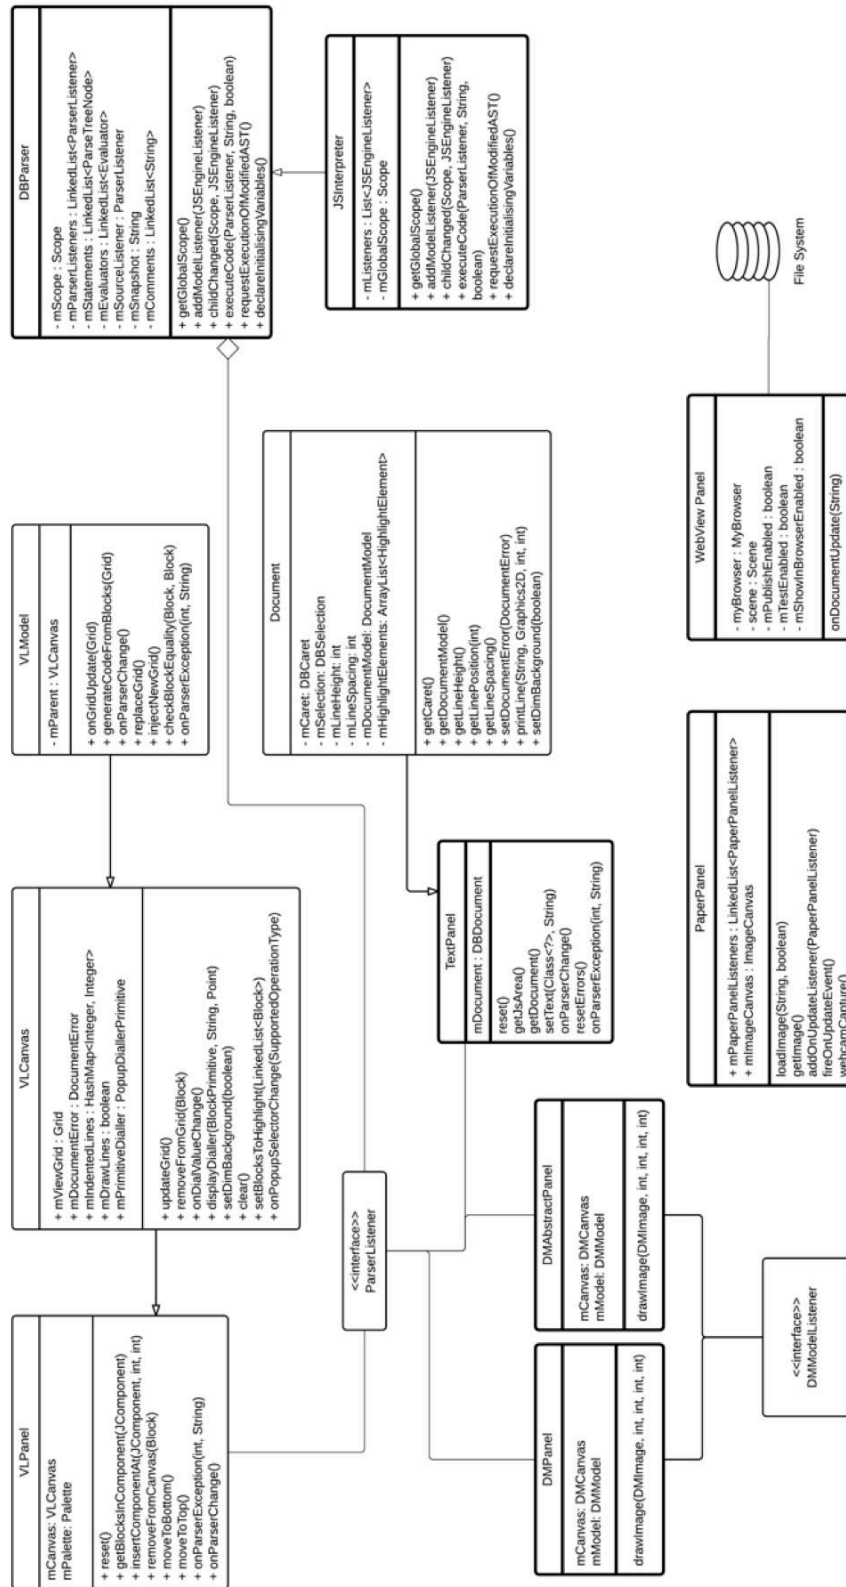 VLPanel
mCanvas: VLCanvas
mPalette: Palette
+ reset()
+ getBlocksInComponent(JComponent)
+ insertComponentAt(JComponent, int, int)
+ removeFromCanvas(Block)
+ moveToBottom()
+ moveToTop()
+ onParserException(int, String)
+ onParserChange()
VLCanvas
+ mViewGrid : Grid
+ mDocumentError : DocumentError
+ mIndentedLines : HashMap<Integer, Integer>
+ mDrawLines : boolean
+ mPrimitiveDialler : PopupDiallerPrimitive
+ updateGrid()
+ removeFromGrid(Block)
+ onDialValueChange()
+ displayDialler(BlockPrimitive, String, Point)
+ setDimBackground(boolean)
+ clear()
+ setBlocksToHighlight(LinkedList<Block>)
+ onPopupSelectorChange(SupportedOperationType)
VLModel
- mParent : VLCanvas
+ onGridUpdate(Grid)
+ generateCodeFromBlocks(Grid)
+ onParserChange()
+ replaceGrid()
+ injectNewGrid()
+ checkBlockEquality(Block, Block)
+ onParserException(int, String)
DBParser
- mScope : Scope
- mParserListeners : LinkedList<ParserListener>
- mStatements : LinkedList<ParseTreeNode>
- mEvaluators : LinkedList<Evaluator>
- mSourceListener : ParserListener
- mSnapshot : String
- mComments : LinkedList<String>
+ getGlobalScope()
+ addModelListener(JSEngineListener)
+ childChanged(Scope, JSEngineListener)
+ executeCode(ParserListener, String, boolean)
+ requestExecutionOfModifiedAST()
+ declareInitialisingVariables()
<<interface>>
ParserListener
Document
- mCaret: DBCaret
- mSelection: DBSelection
- mLineHeight: int
- mLineSpacing: int
- mDocumentModel: DocumentModel
- mHighlightElements: ArrayList<HighlightElement>
+ getCaret()
+ getDocumentModel()
+ getLineHeight()
+ getLinePosition(int)
+ getLineSpacing()
+ setDocumentError(DocumentError)
+ printLine(String, Graphics2D, int, int)
+ setDimBackground(boolean)
JSInterpreter
- mListeners : List<JSEngineListener>
- mGlobalScope : Scope
+ getGlobalScope()
+ addModelListener(JSEngineListener)
+ childChanged(Scope, JSEngineListener)
+ executeCode(ParserListener, String,
boolean)
+ requestExecutionOfModifiedAST()
+ declareInitialisingVariables()
TextPanel
mDocument : DBDocument
reset()
getJsArea()
getDocument()
setText(Class<?>, String)
onParserChange()
resetErrors()
onParserException(int, String)
DMPanel
mCanvas: DMCanvas
mModel: DMModel
drawImage(DMImage, int, int, int, int)
DMAbstractPanel
mCanvas: DMCanvas
mModel: DMModel
drawImage(DMImage, int, int, int, int)
<<interface>>
DMModelListener
PaperPanel
+ mPaperPanelListeners : LinkedList<PaperPanelListener>
+ mImageCanvas : ImageCanvas
loadImage(String, boolean)
getImage()
addOnUpdateListener(PaperPanelListener)
fireOnUpdateEvent()
webcamCapture()
WebView Panel
- myBrowser : MyBrowser
- scene : Scene
- mPublishEnabled : boolean
- mTestEnabled : boolean
- mShowInBrowserEnabled : boolean
onDocumentUpdate(String)
File System